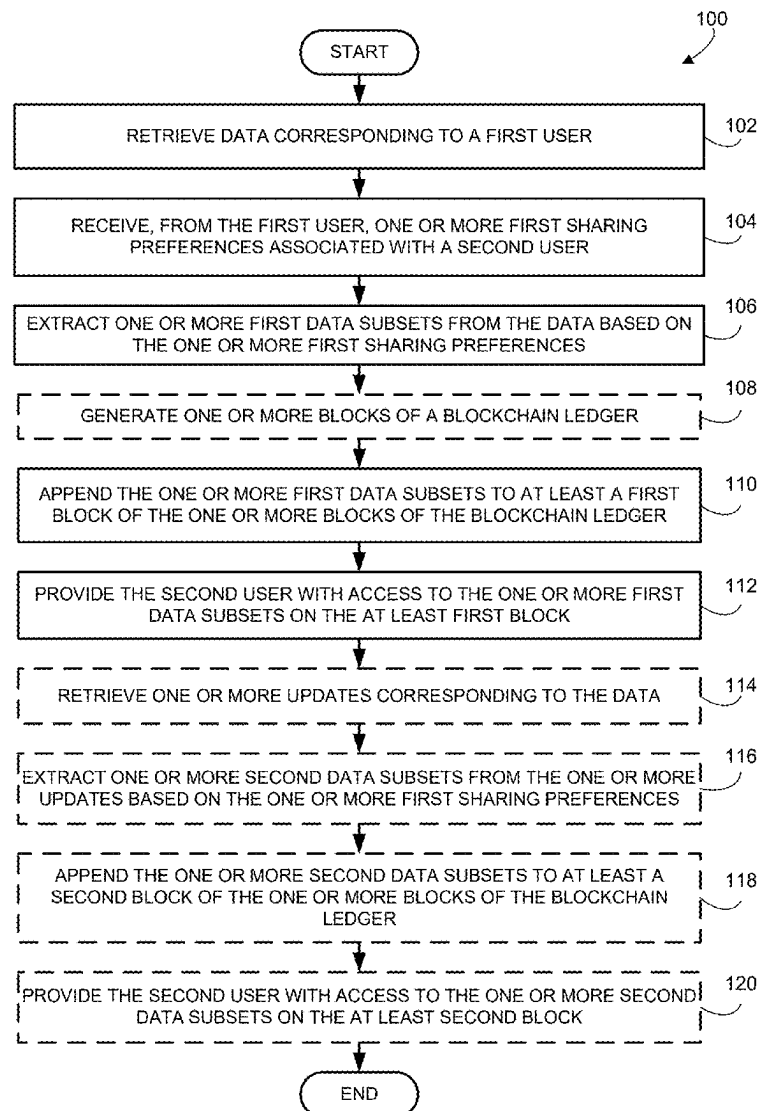 100
START
RETRIEVE DATA CORRESPONDING TO A FIRST USER
102
RECEIVE, FROM THE FIRST USER, ONE OR MORE FIRST SHARING
PREFERENCES ASSOCIATED WITH A SECOND USER
104
EXTRACT ONE OR MORE FIRST DATA SUBSETS FROM THE DATA BASED ON
THE ONE OR MORE FIRST SHARING PREFERENCES
106
GENERATE ONE OR MORE BLOCKS OF A BLOCKCHAIN LEDGER
108
APPEND THE ONE OR MORE FIRST DATA SUBSETS TO AT LEAST A FIRST
BLOCK OF THE ONE OR MORE BLOCKS OF THE BLOCKCHAIN LEDGER
110
PROVIDE THE SECOND USER WITH ACCESS TO THE ONE OR MORE FIRST
DATA SUBSETS ON THE AT LEAST FIRST BLOCK
112
RETRIEVE ONE OR MORE UPDATES CORRESPONDING TO THE DATA
114
EXTRACT ONE OR MORE SECOND DATA SUBSETS FROM THE ONE OR MORE
UPDATES BASED ON THE ONE OR MORE FIRST SHARING PREFERENCES
116
APPEND THE ONE OR MORE SECOND DATA SUBSETS TO AT LEAST A
SECOND BLOCK OF THE ONE OR MORE BLOCKS OF THE BLOCKCHAIN
LEDGER
118
PROVIDE THE SECOND USER WITH ACCESS TO THE ONE OR MORE SECOND
DATA SUBSETS ON THE AT LEAST SECOND BLOCK
120
END